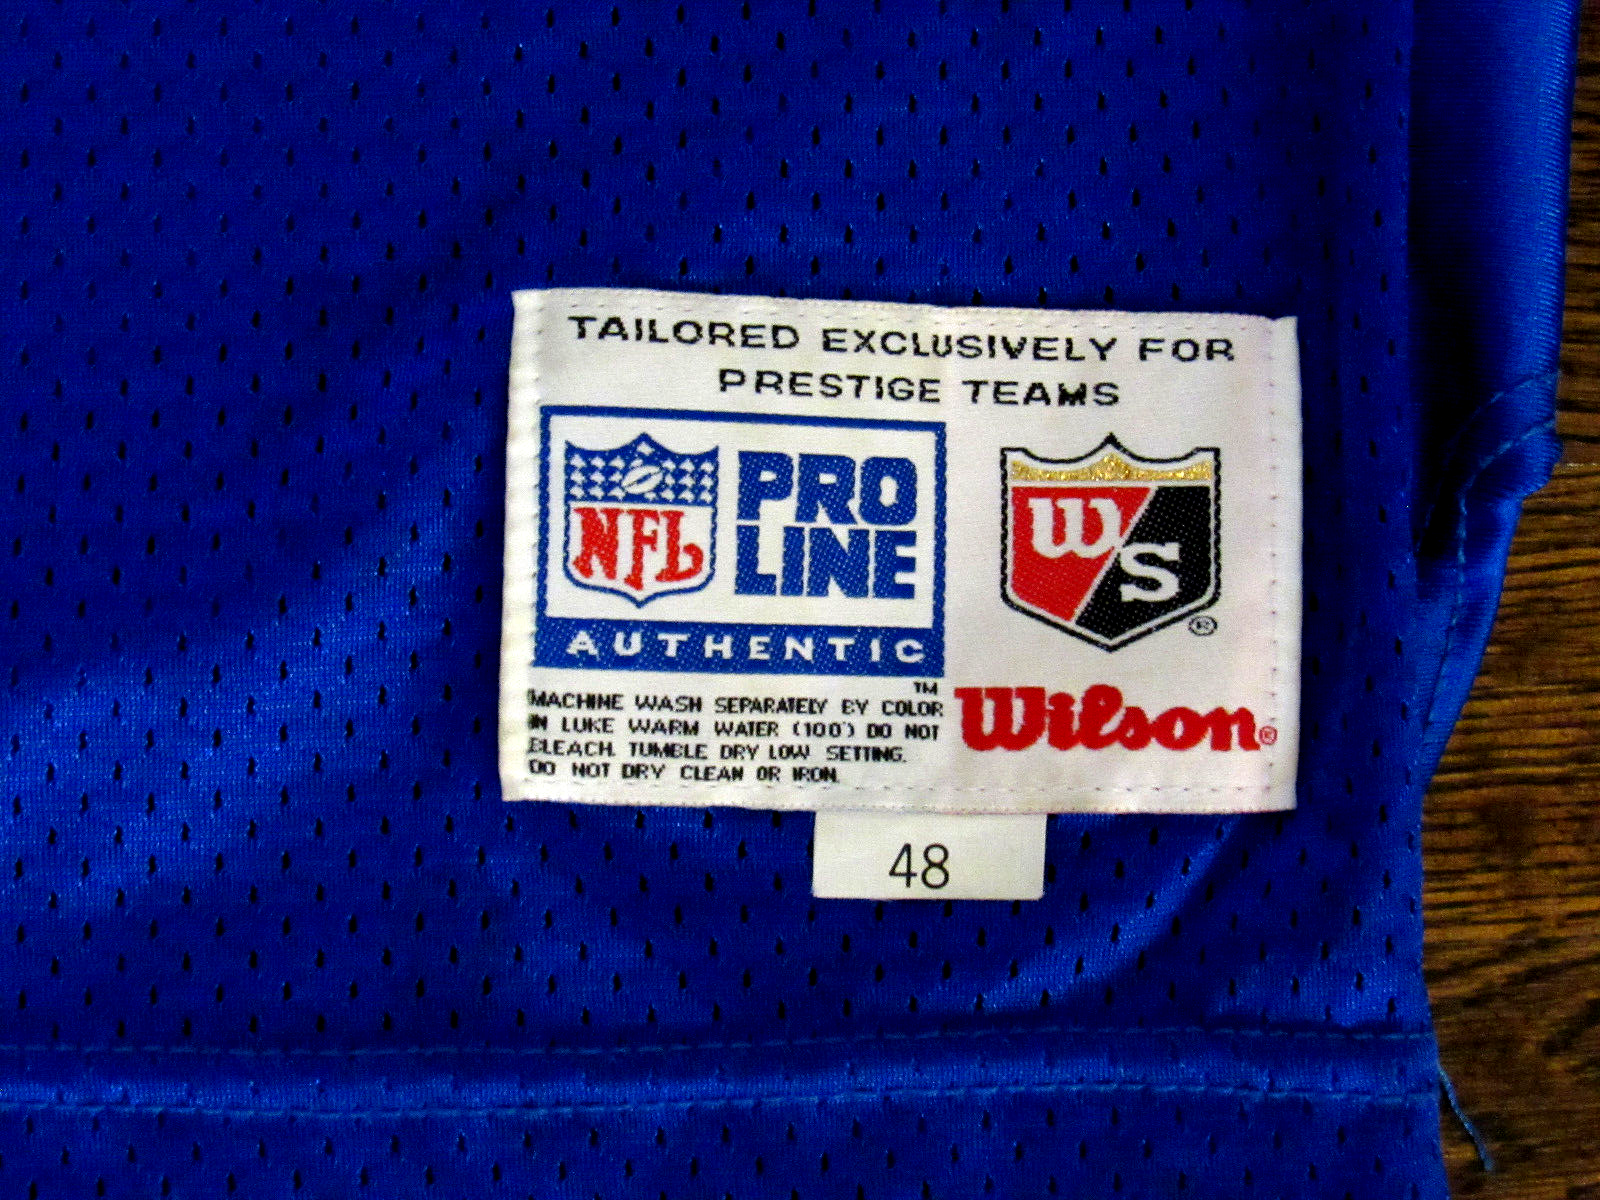 TAILORED EXCLUSIVELY FOR
PRESTIGE TEAMS
NFL
PRO
LINE
AUTHENTIC
TM
MACHINE WASH SEPARATELY BY COLOR
IN LUKE WARM WATER (100°) DO NOT
BLEACH. TUMBLE DRY LOW SETTING.
DO NOT DRY CLEAN OR IRON.
WS
®
Wilson®
48